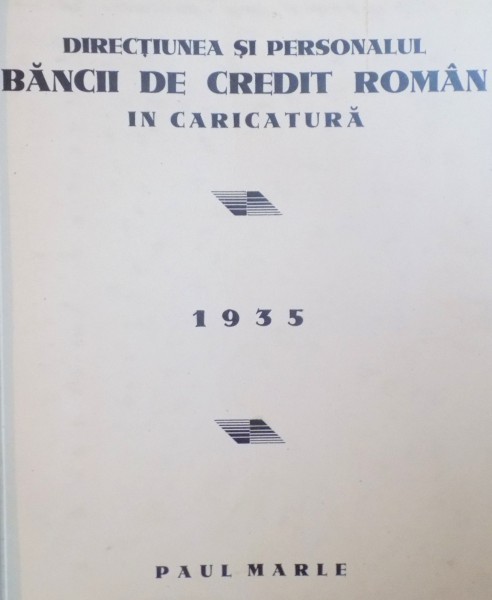 DIRECȚIUNEA ȘI PERSONALUL
BĂNCII DE CREDIT ROMÂN
IN CARICATURĂ
1935
PAUL MARLE